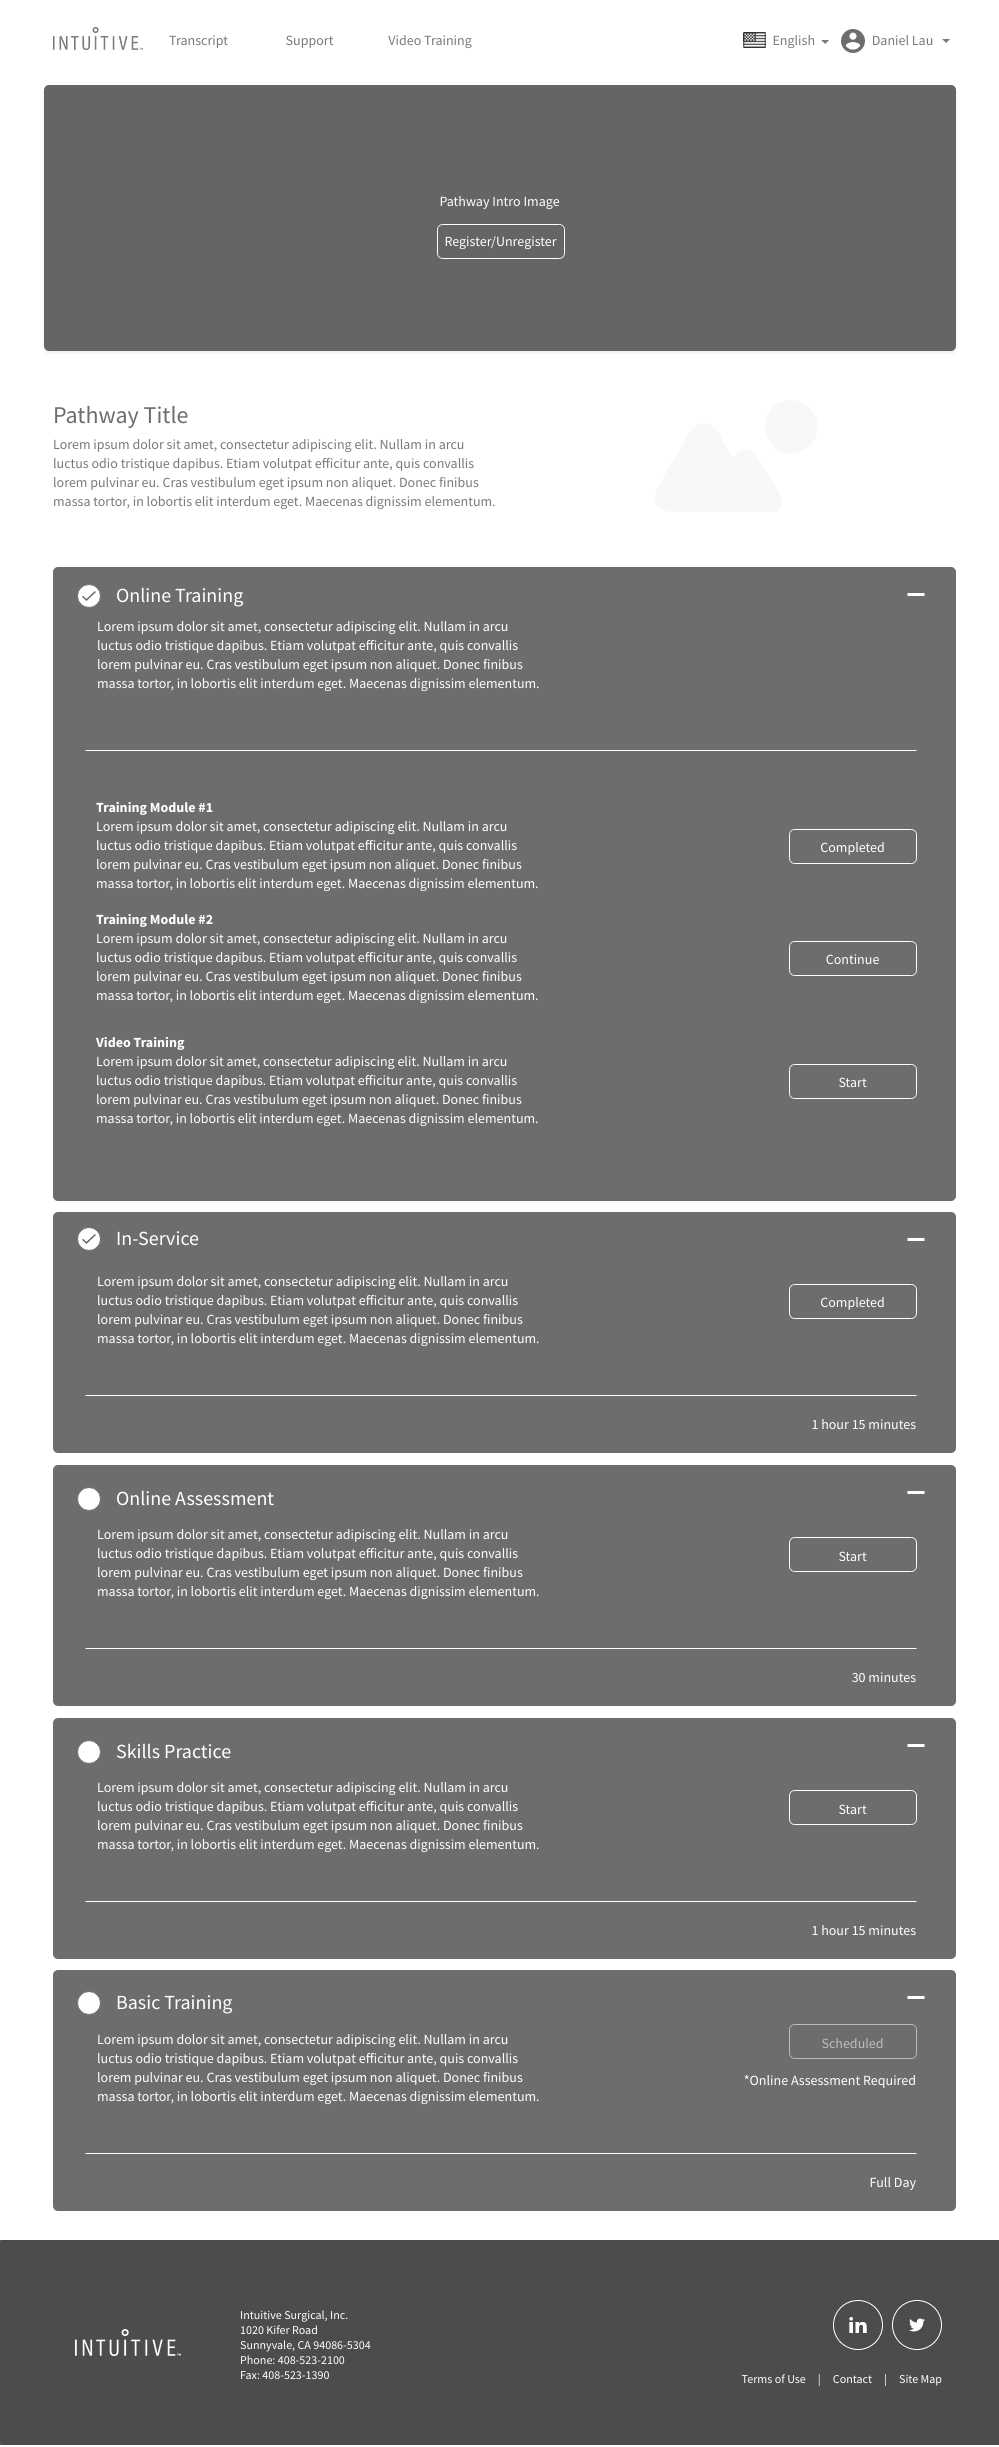 INTUITIVE™ Transcript Support Video Training English Daniel Lau
Pathway Intro Image
Register/Unregister
Pathway Title
Lorem ipsum dolor sit amet, consectetur adipiscing elit. Nullam in arcu
luctus odio tristique dapibus. Etiam volutpat efficitur ante, quis convallis
lorem pulvinar eu. Cras vestibulum eget ipsum non aliquet. Donec finibus
massa tortor, in lobortis elit interdum eget. Maecenas dignissim elementum.
Online Training
Lorem ipsum dolor sit amet, consectetur adipiscing elit. Nullam in arcu
luctus odio tristique dapibus. Etiam volutpat efficitur ante, quis convallis
lorem pulvinar eu. Cras vestibulum eget ipsum non aliquet. Donec finibus
massa tortor, in lobortis elit interdum eget. Maecenas dignissim elementum.
Training Module #1
Lorem ipsum dolor sit amet, consectetur adipiscing elit. Nullam in arcu
luctus odio tristique dapibus. Etiam volutpat efficitur ante, quis convallis
lorem pulvinar eu. Cras vestibulum eget ipsum non aliquet. Donec finibus
massa tortor, in lobortis elit interdum eget. Maecenas dignissim elementum.
Completed
Training Module #2
Lorem ipsum dolor sit amet, consectetur adipiscing elit. Nullam in arcu
luctus odio tristique dapibus. Etiam volutpat efficitur ante, quis convallis
lorem pulvinar eu. Cras vestibulum eget ipsum non aliquet. Donec finibus
massa tortor, in lobortis elit interdum eget. Maecenas dignissim elementum.
Continue
Video Training
Lorem ipsum dolor sit amet, consectetur adipiscing elit. Nullam in arcu
luctus odio tristique dapibus. Etiam volutpat efficitur ante, quis convallis
lorem pulvinar eu. Cras vestibulum eget ipsum non aliquet. Donec finibus
massa tortor, in lobortis elit interdum eget. Maecenas dignissim elementum.
Start
In-Service
Lorem ipsum dolor sit amet, consectetur adipiscing elit. Nullam in arcu
luctus odio tristique dapibus. Etiam volutpat efficitur ante, quis convallis
lorem pulvinar eu. Cras vestibulum eget ipsum non aliquet. Donec finibus
massa tortor, in lobortis elit interdum eget. Maecenas dignissim elementum.
Completed
1 hour 15 minutes
Online Assessment
Lorem ipsum dolor sit amet, consectetur adipiscing elit. Nullam in arcu
luctus odio tristique dapibus. Etiam volutpat efficitur ante, quis convallis
lorem pulvinar eu. Cras vestibulum eget ipsum non aliquet. Donec finibus
massa tortor, in lobortis elit interdum eget. Maecenas dignissim elementum.
Start
30 minutes
Skills Practice
Lorem ipsum dolor sit amet, consectetur adipiscing elit. Nullam in arcu
luctus odio tristique dapibus. Etiam volutpat efficitur ante, quis convallis
lorem pulvinar eu. Cras vestibulum eget ipsum non aliquet. Donec finibus
massa tortor, in lobortis elit interdum eget. Maecenas dignissim elementum.
Start
1 hour 15 minutes
Basic Training
Lorem ipsum dolor sit amet, consectetur adipiscing elit. Nullam in arcu
luctus odio tristique dapibus. Etiam volutpat efficitur ante, quis convallis
lorem pulvinar eu. Cras vestibulum eget ipsum non aliquet. Donec finibus
massa tortor, in lobortis elit interdum eget. Maecenas dignissim elementum.
Scheduled
*Online Assessment Required
Full Day
INTUITIVE™
Intuitive Surgical, Inc.
1020 Kifer Road
Sunnyvale, CA 94086-5304
Phone: 408-523-2100
Fax: 408-523-1390
in
Terms of Use | Contact | Site Map